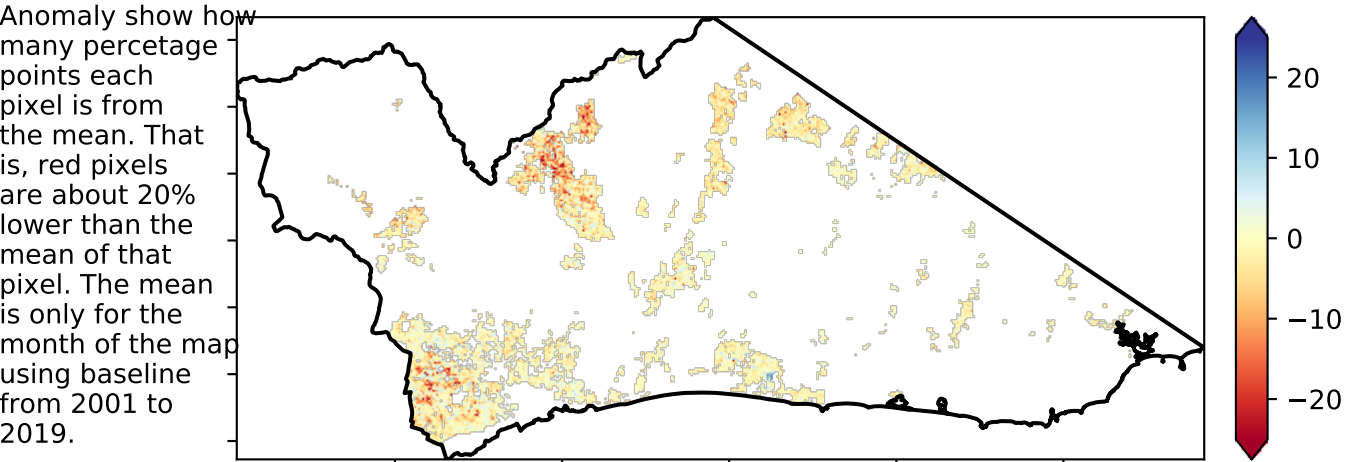 Anomaly show how
many percetage
points each
pixel is from
the mean. That
is, red pixels
are about 20%
lower than the
mean of that
pixel. The mean
is only for the
month of the map
using baseline
from 2001 to
2019.
20
10
0
−10
−20